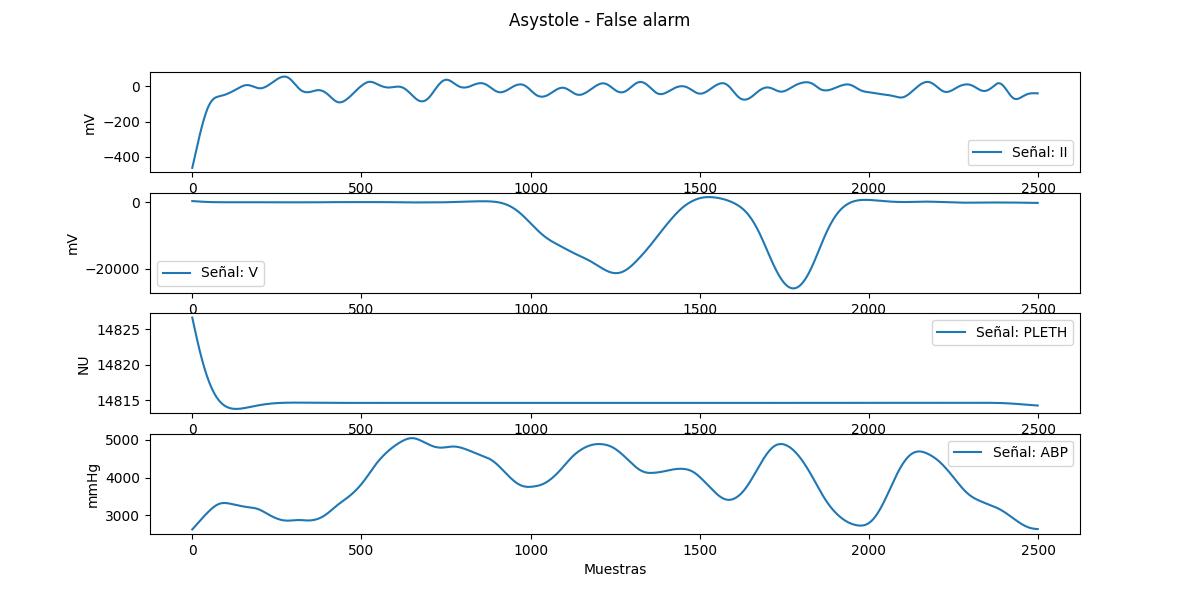 Asystole - False alarm
0
−200
−400
mV
Señal: II
0 500 1000 1500 2000 2500
0
−20000
mV
Señal: V
0 500 1000 1500 2000 2500
14825
14820
14815
NU
Señal: PLETH
0 500 1000 1500 2000 2500
5000
4000
3000
mmHg
Señal: ABP
0 500 1000 1500 2000 2500
Muestras